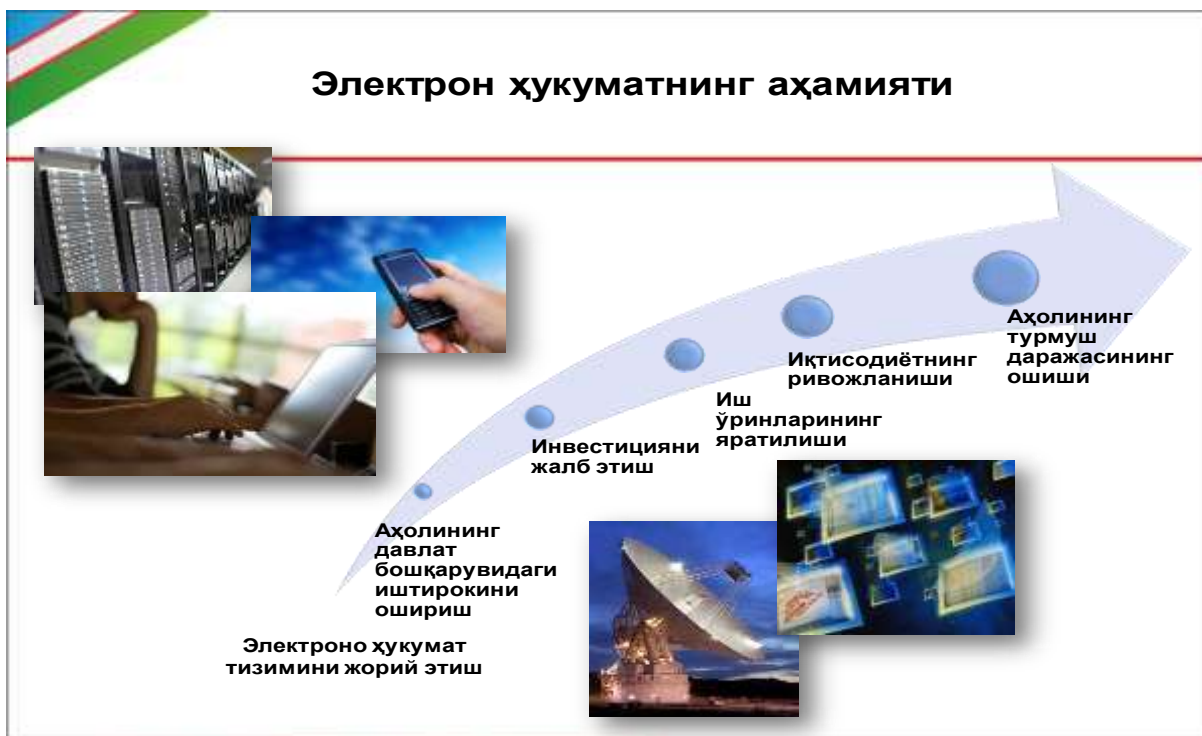 Электрон ҳукуматнинг аҳамияти
Аҳолининг
турмуш
даражасининг
ошиши
Иқтисодиётнинг
ривожланиши
Иш
ўринларининг
яратилиши
Инвестицияни
жалб этиш
Аҳолининг
давлат
бошқарувидаги
иштирокини
ошириш
Электроно ҳукумат
тизимини жорий этиш